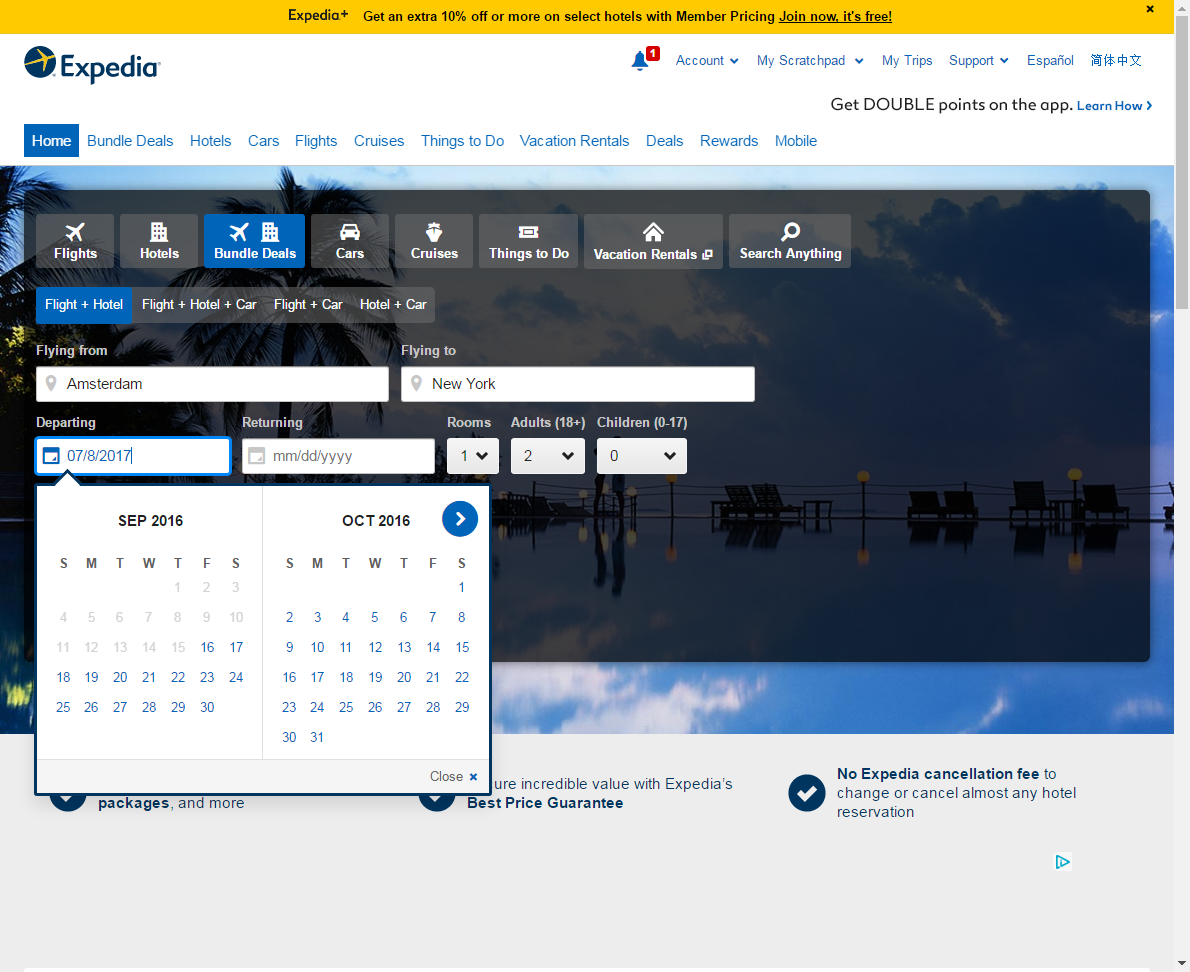 Expedia+ Get an extra 10% off or more on select hotels with Member Pricing Join now, it's free!
Expedia
1 Account My Scratchpad My Trips Support Español 简体中文
Get DOUBLE points on the app. Learn How
Home Bundle Deals Hotels Cars Flights Cruises Things to Do Vacation Rentals Deals Rewards Mobile
Flights Hotels Bundle Deals Cars Cruises Things to Do Vacation Rentals Search Anything
Flight + Hotel Flight + Hotel + Car Flight + Car Hotel + Car
Flying from Flying to
Amsterdam New York
Departing Returning Rooms Adults (18+) Children (0-17)
07/8/2017 mm/dd/yyyy 1 2 0
SEP 2016 OCT 2016
S M T W T F S S M T W T F S
1 2 3 1
4 5 6 7 8 9 10 2 3 4 5 6 7 8
11 12 13 14 15 16 17 9 10 11 12 13 14 15
18 19 20 21 22 23 24 16 17 18 19 20 21 22
25 26 27 28 29 30 23 24 25 26 27 28 29
30 31
Close
packages, and more
ure incredible value with Expedia's
Best Price Guarantee
No Expedia cancellation fee to
change or cancel almost any hotel
reservation